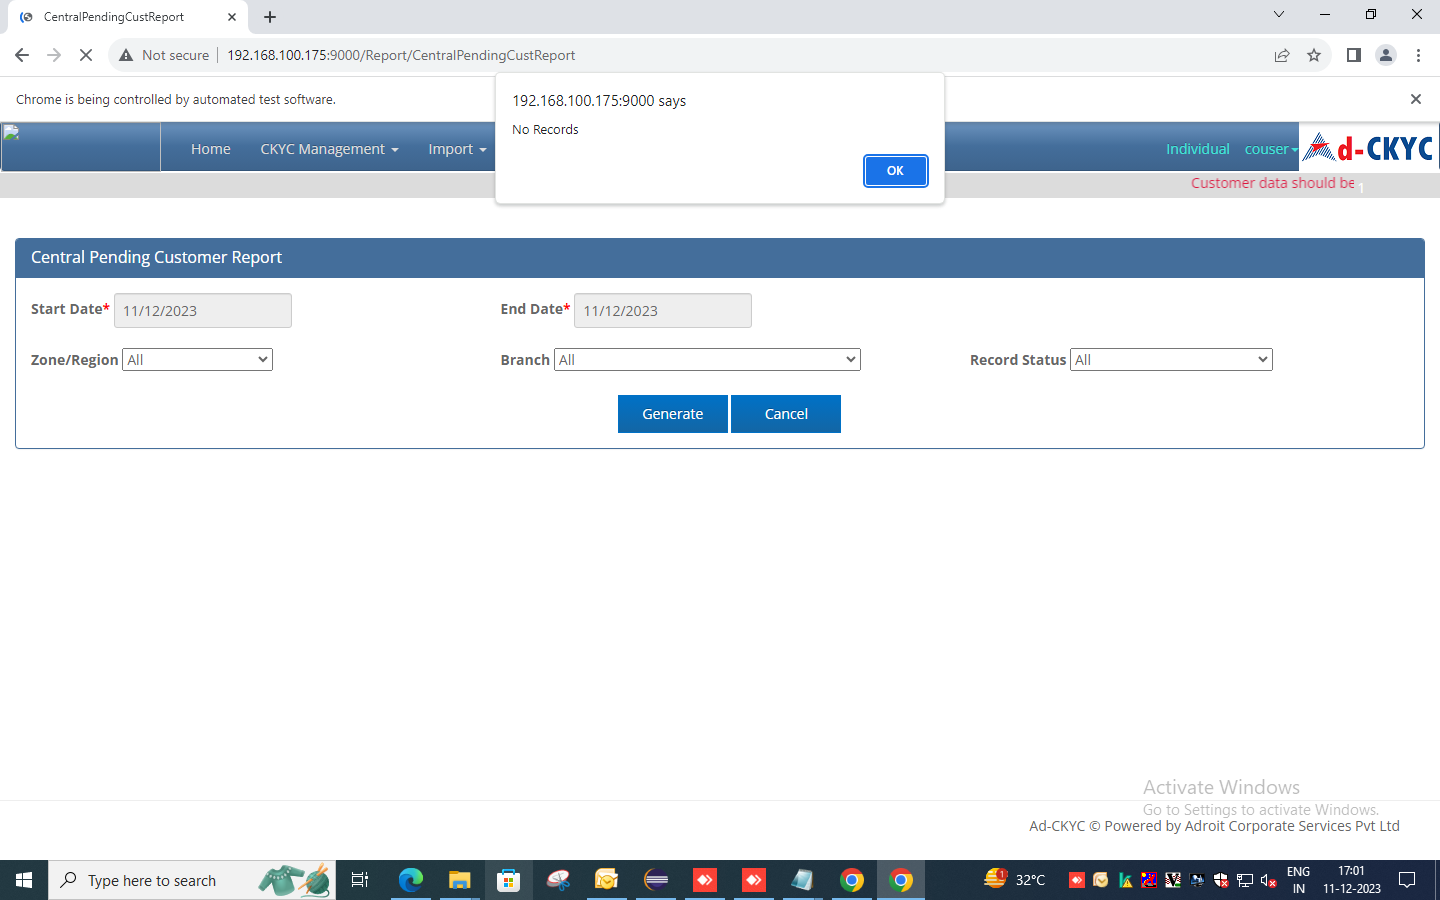 CentralPendingCustReport
Not secure
192.168.100.175:9000/Report/CentralPendingCustReport
Chrome is being controlled by automated test software.
192.168.100.175:9000 says
No Records
OK
Home
CKYC Management
Import
Individual
couser
d-CKYC
Customer data should be
1
Central Pending Customer Report
Start Date*
11/12/2023
End Date*
11/12/2023
Zone/Region
All
Branch
All
Record Status
All
Generate
Cancel
Activate Windows
Go to Settings to activate Windows.
Ad-CKYC © Powered by Adroit Corporate Services Pvt Ltd
Type here to search
1
32°C
ENG
IN
17:01
11-12-2023